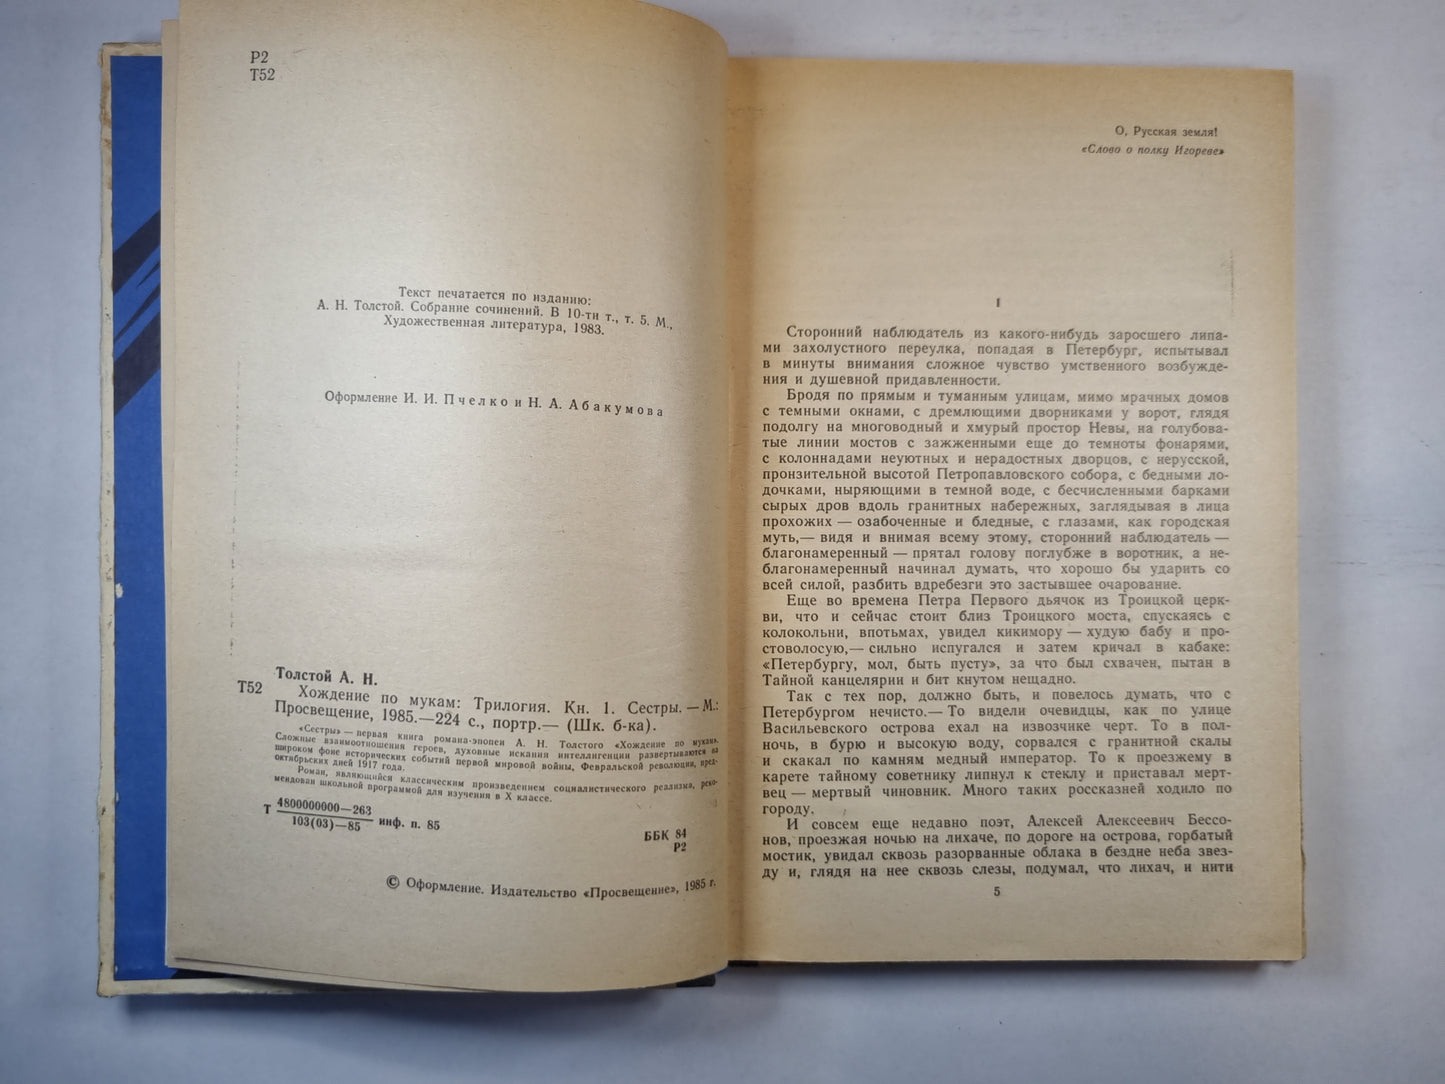 Р2
Т52
Текст печатается по изданию:
А. Н. Толстой. Собрание сочинений. В 10-ти т., т. 5. М.,
Художественная литература, 1983.
Оформление И. И. Пчелко и Н. А. Абакумова
Толстой А. Н.
Т52 Хождение по мукам: Трилогия. Кн. 1. Сестры. — М.:
Просвещение, 1985.—224 с., портр.— (Шк. б-ка).
«Сестры» — первая книга романа-эпопеи А. Н. Толстого «Хождение по мукам».
Сложные взаимоотношения героев, духовные искания интеллигенции развертываются на
широком фоне исторических событий первой мировой войны, Февральской революции, пред-
октябрьских дней 1917 года.
Роман, являющийся классическим произведением социалистического реализма, реко-
мендован школьной программой для изучения в X классе.
Т 4800000000—263
103(03)—85 инф. п. 85
ББК 84
Р2
© Оформление. Издательство «Просвещение», 1985 г.
О, Русская земля!
«Слово о полку Игореве»
I
Сторонний наблюдатель из какого-нибудь заросшего липа-
ми захолустного переулка, попадая в Петербург, испытывал
в минуты внимания сложное чувство умственного возбужде-
ния и душевной придавленности.
Бродя по прямым и туманным улицам, мимо мрачных домов
с темными окнами, с дремлющими дворниками у ворот, глядя
подолгу на многоводный и хмурый простор Невы, на голубова-
тые линии мостов с зажженными еще до темноты фонарями,
с колоннадами неуютных и нерадостных дворцов, с нерусской,
пронзительной высотой Петропавловского собора, с бедными ло-
дочками, ныряющими в темной воде, с бесчисленными барками
сырых дров вдоль гранитных набережных, заглядывая в лица
прохожих — озабоченные и бледные, с глазами, как городская
муть,— видя и внимая всему этому, сторонний наблюдатель —
благонамеренный — прятал голову поглубже в воротник, а не-
благонамеренный начинал думать, что хорошо бы ударить со
всей силой, разбить вдребезги это застывшее очарование.
Еще во времена Петра Первого дьячок из Троицкой церк-
ви, что и сейчас стоит близ Троицкого моста, спускаясь с
колокольни, впотьмах, увидел кикимору — худую бабу и про-
стоволосую,— сильно испугался и затем кричал в кабаке:
«Петербургу, мол, быть пусту», за что был схвачен, пытан в
Тайной канцелярии и бит кнутом нещадно.
Так с тех пор, должно быть, и повелось думать, что с
Петербургом нечисто.— То видели очевидцы, как по улице
Васильевского острова ехал на извозчике черт. То в пол-
ночь, в бурю и высокую воду, сорвался с гранитной скалы
и скакал по камням медный император. То к проезжему в
карете тайному советнику липнул к стеклу и приставал мерт-
вец — мертвый чиновник. Много таких россказней ходило по
городу.
И совсем еще недавно поэт, Алексей Алексеевич Бессо-
нов, проезжая ночью на лихаче, по дороге на острова, горбатый
мостик, увидал сквозь разорванные облака в бездне неба звез-
ду и, глядя на нее сквозь слезы, подумал, что лихач, и нити
5